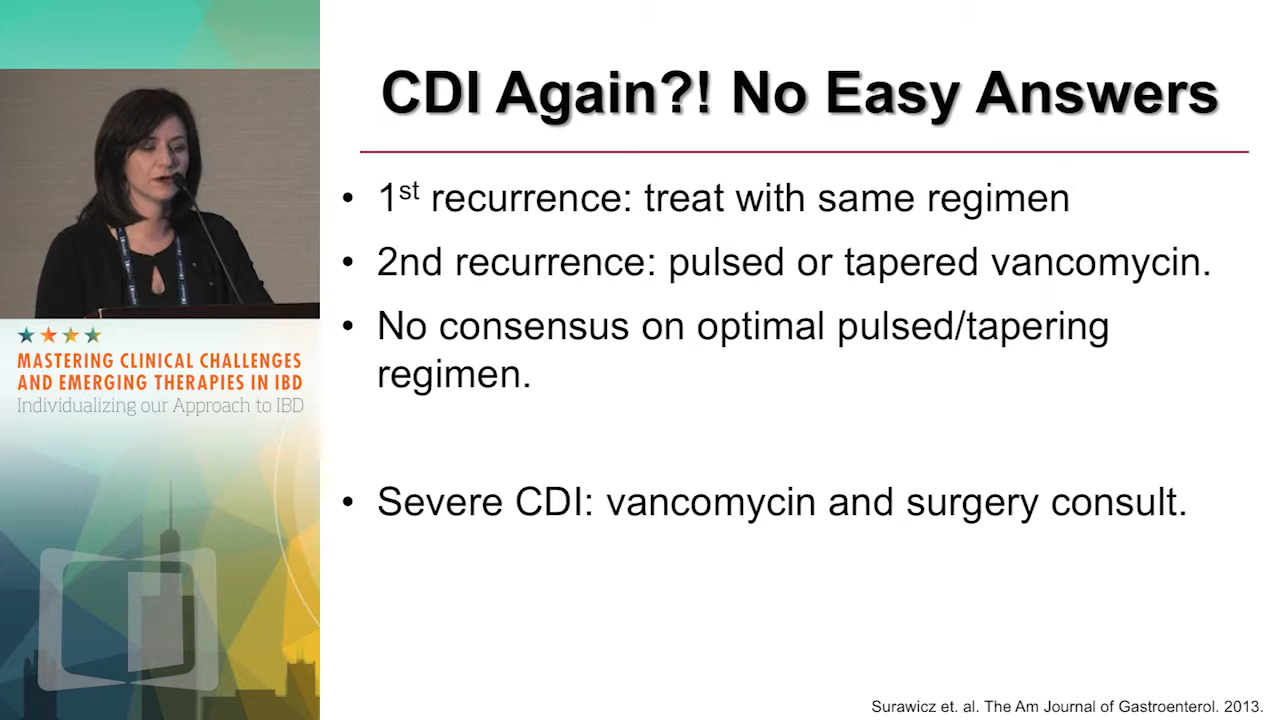 CDI Again?! No Easy Answers
• 1st recurrence: treat with same regimen
• 2nd recurrence: pulsed or tapered vancomycin.
• No consensus on optimal pulsed/tapering
regimen.
• Severe CDI: vancomycin and surgery consult.
Surawicz et. al. The Am Journal of Gastroenterol. 2013.
MASTERING CLINICAL CHALLENGES
AND EMERGING THERAPIES IN IBD
Individualizing our Approach to IBD